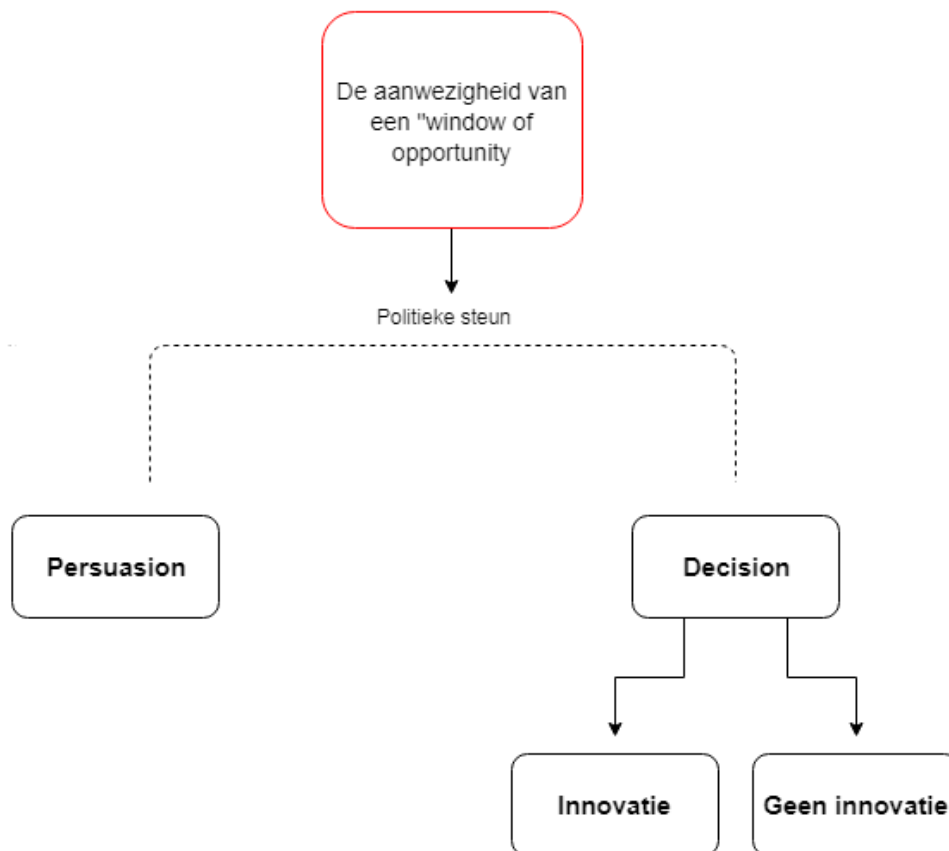 De aanwezigheid van
een "window of
opportunity
Politieke steun
Persuasion
Decision
Innovatie
Geen innovatie